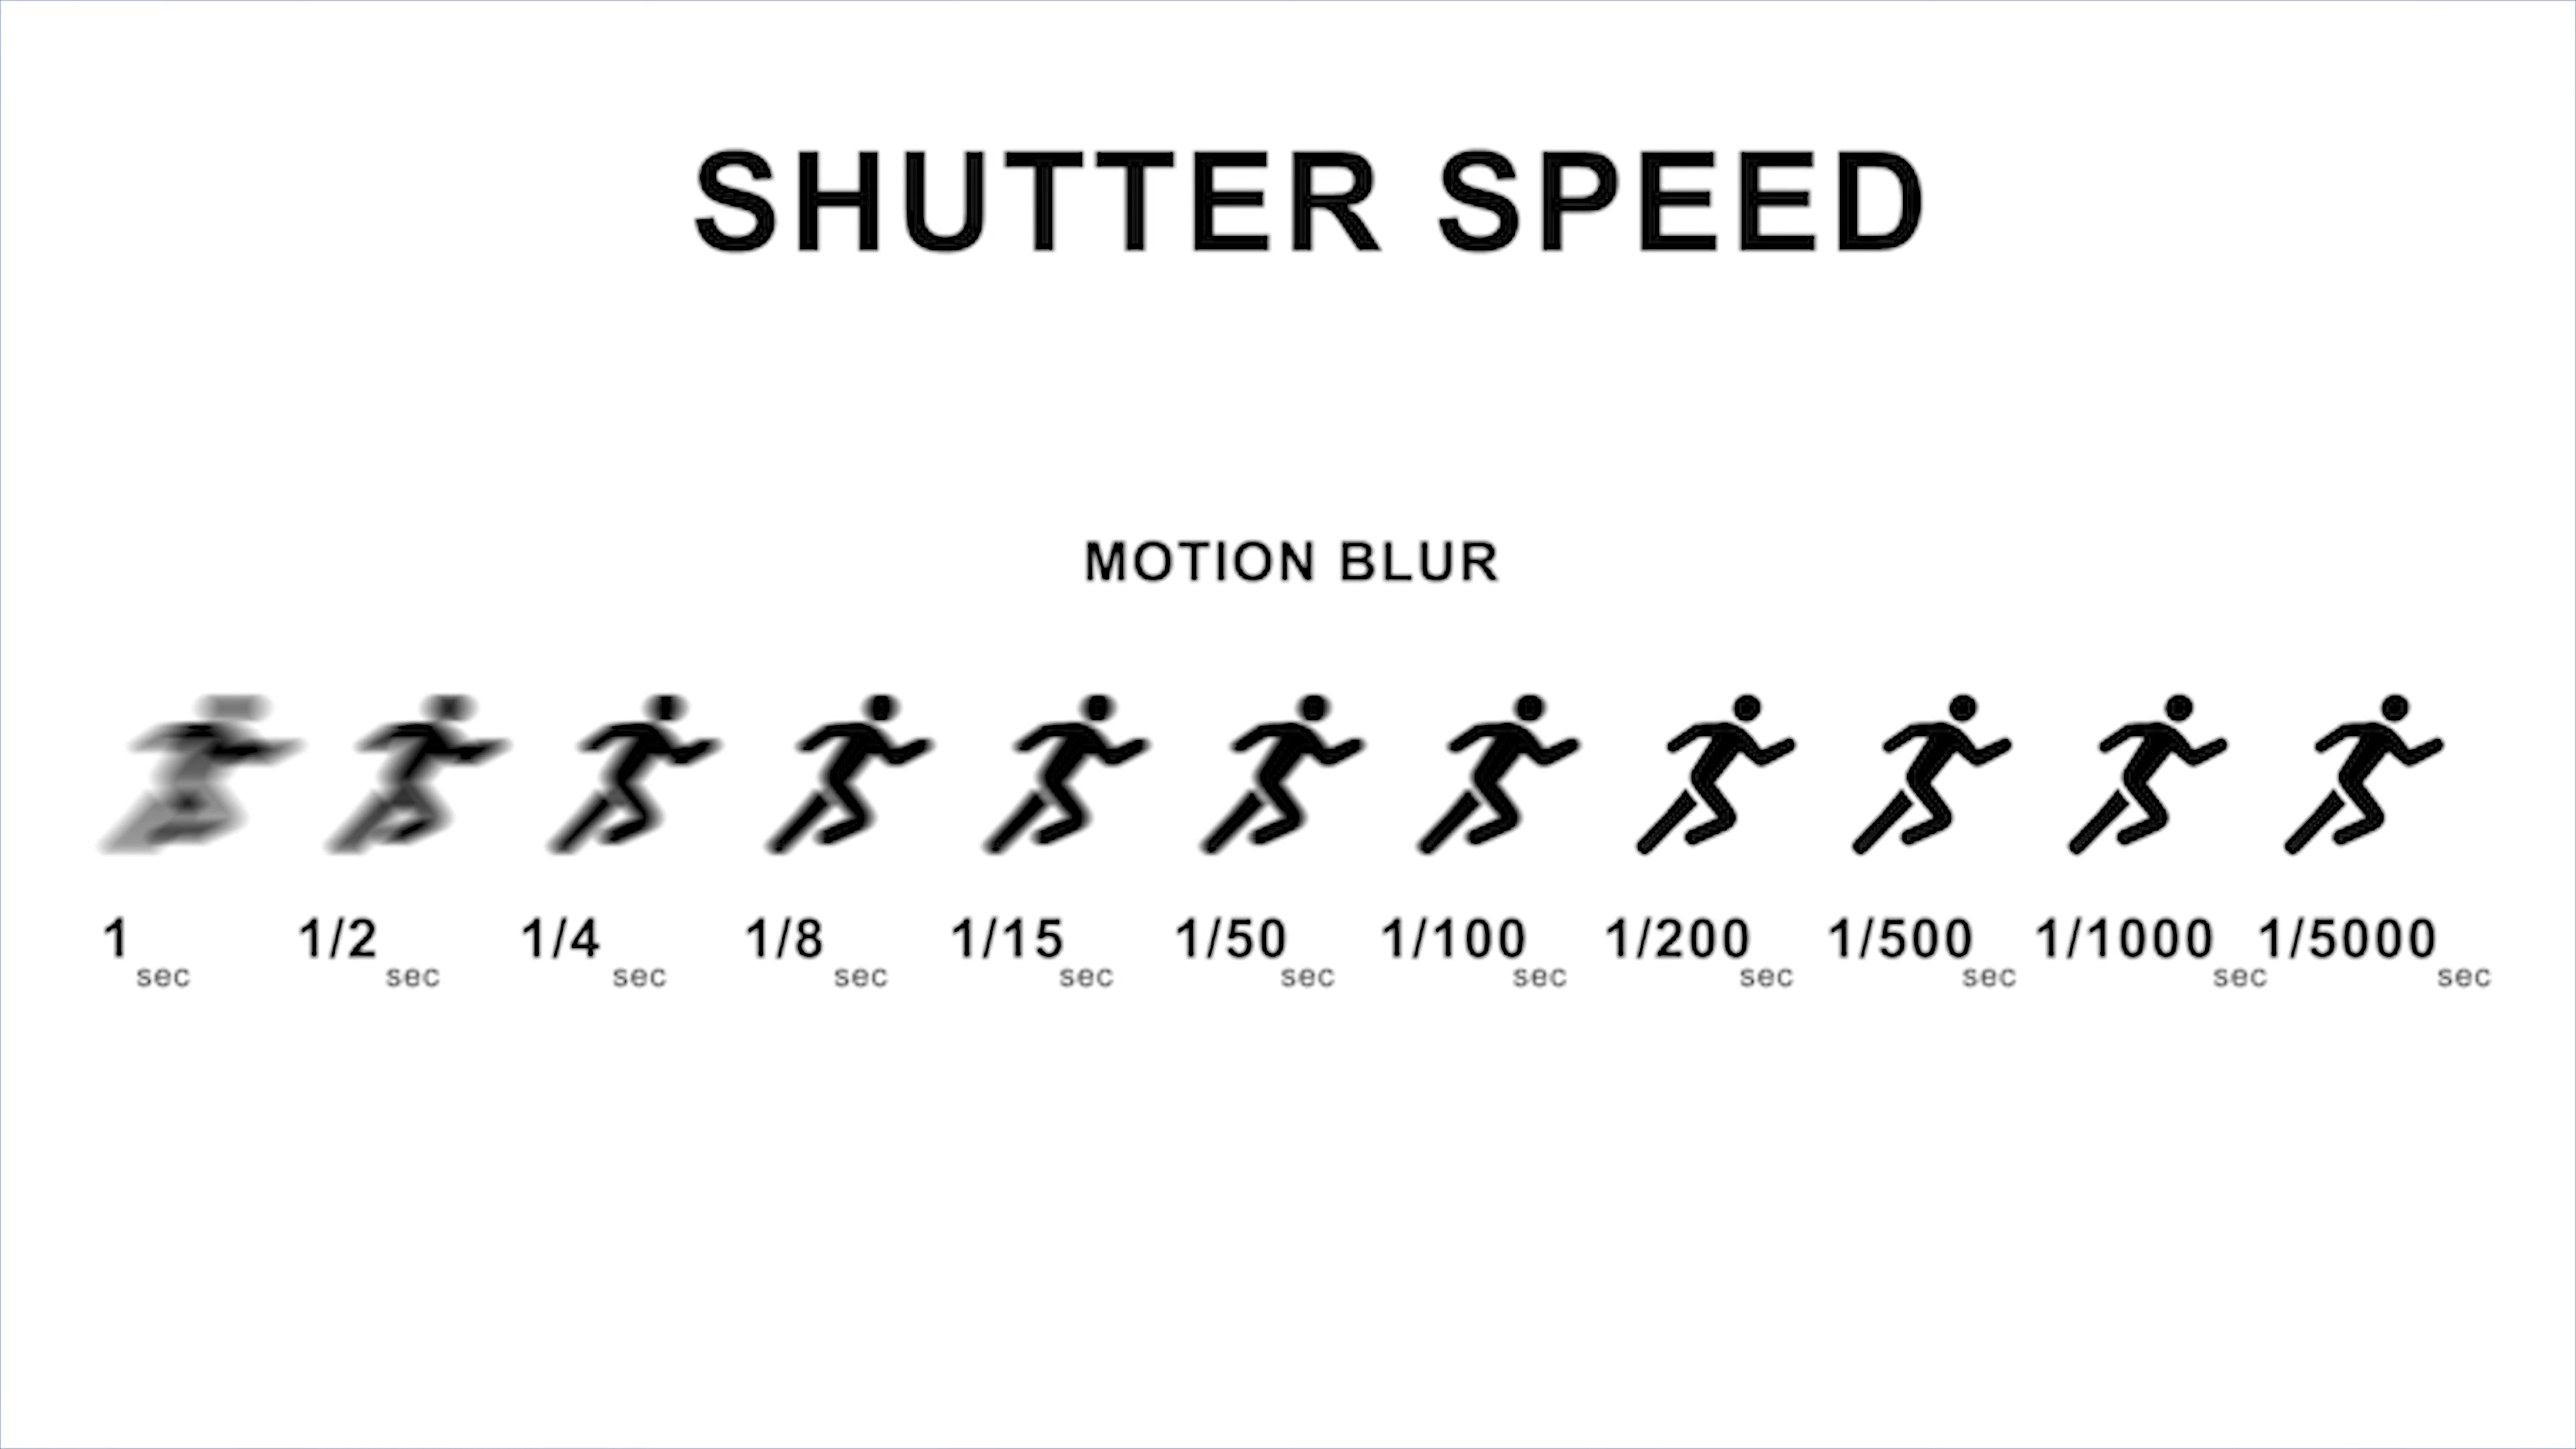 SHUTTER SPEED
MOTION BLUR
1 sec 1/2 sec 1/4 sec 1/8 sec 1/15 sec 1/50 sec 1/100 sec 1/200 sec 1/500 sec 1/1000 sec 1/5000 sec